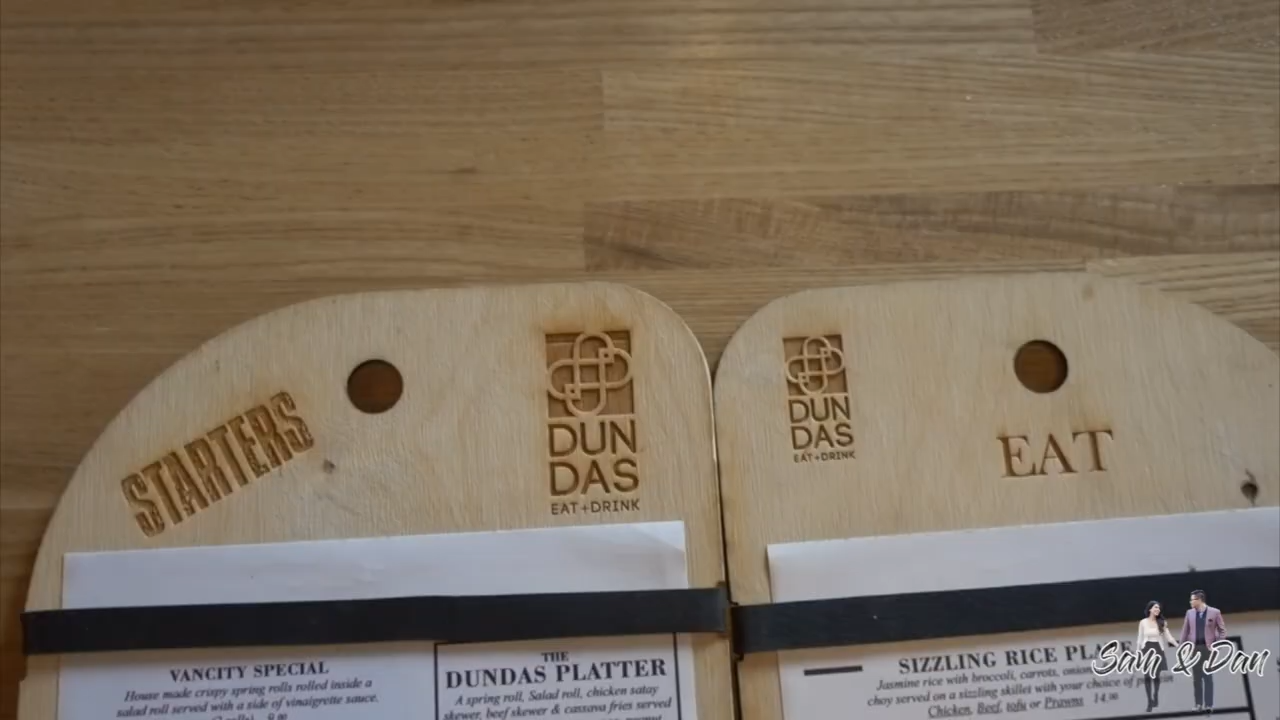 STARTERS
DUN
DAS
EAT+DRINK
VANCITY SPECIAL
House made crispy spring rolls rolled inside a
salad roll served with a side of vinaigrette sauce.
THE
DUNDAS PLATTER
A spring roll, Salad roll, chicken satay
skewer, beef skewer & cassava fries served
DUN
DAS
EAT+DRINK
EAT
SIZZLING RICE
Jasmine rice with broccoli, carrots,
choy served on a sizzling skillet with your choice of
Chicken, Beef, tofu or Prawns 14.90
Sam & Dan